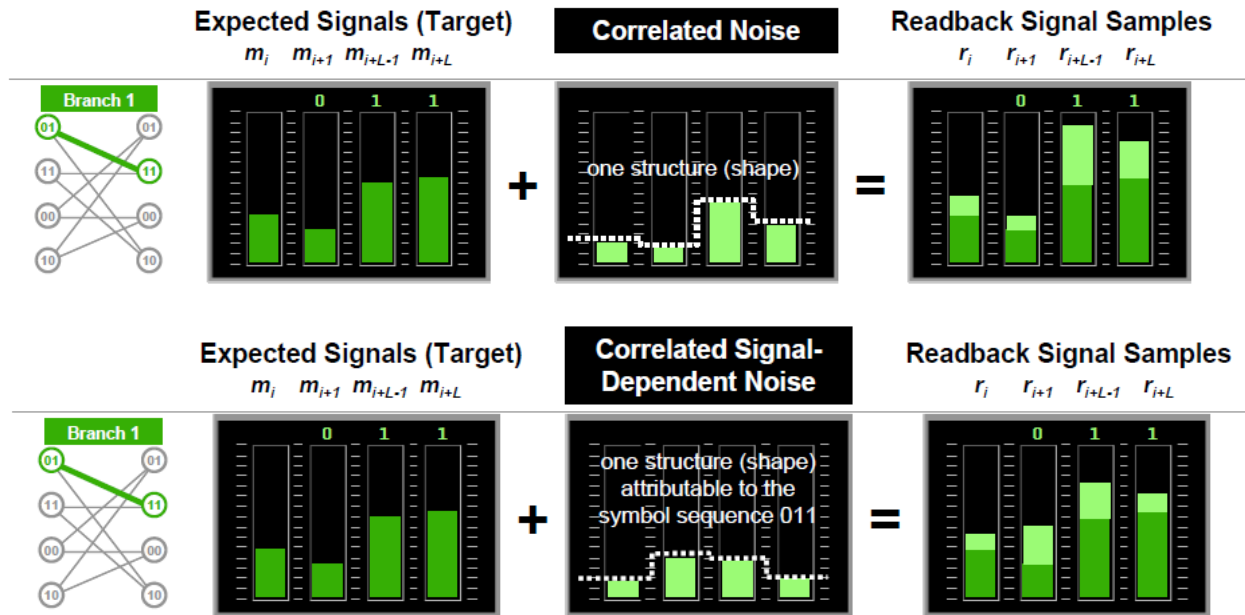 Expected Signals (Target)
Correlated Noise
Readback Signal Samples
mᵢ mᵢ₊₁ mᵢ₊L₋₁ mᵢ₊L
rᵢ rᵢ₊₁ rᵢ₊L₋₁ rᵢ₊L
Branch 1
01 01
11 11
00 00
10 10
0 1 1
+
one structure (shape)
=
0 1 1
Expected Signals (Target)
Correlated Signal-
Dependent Noise
Readback Signal Samples
mᵢ mᵢ₊₁ mᵢ₊L₋₁ mᵢ₊L
rᵢ rᵢ₊₁ rᵢ₊L₋₁ rᵢ₊L
Branch 1
01 01
11 11
00 00
10 10
0 1 1
+
one structure (shape)
attributable to the
symbol sequence 011
=
0 1 1